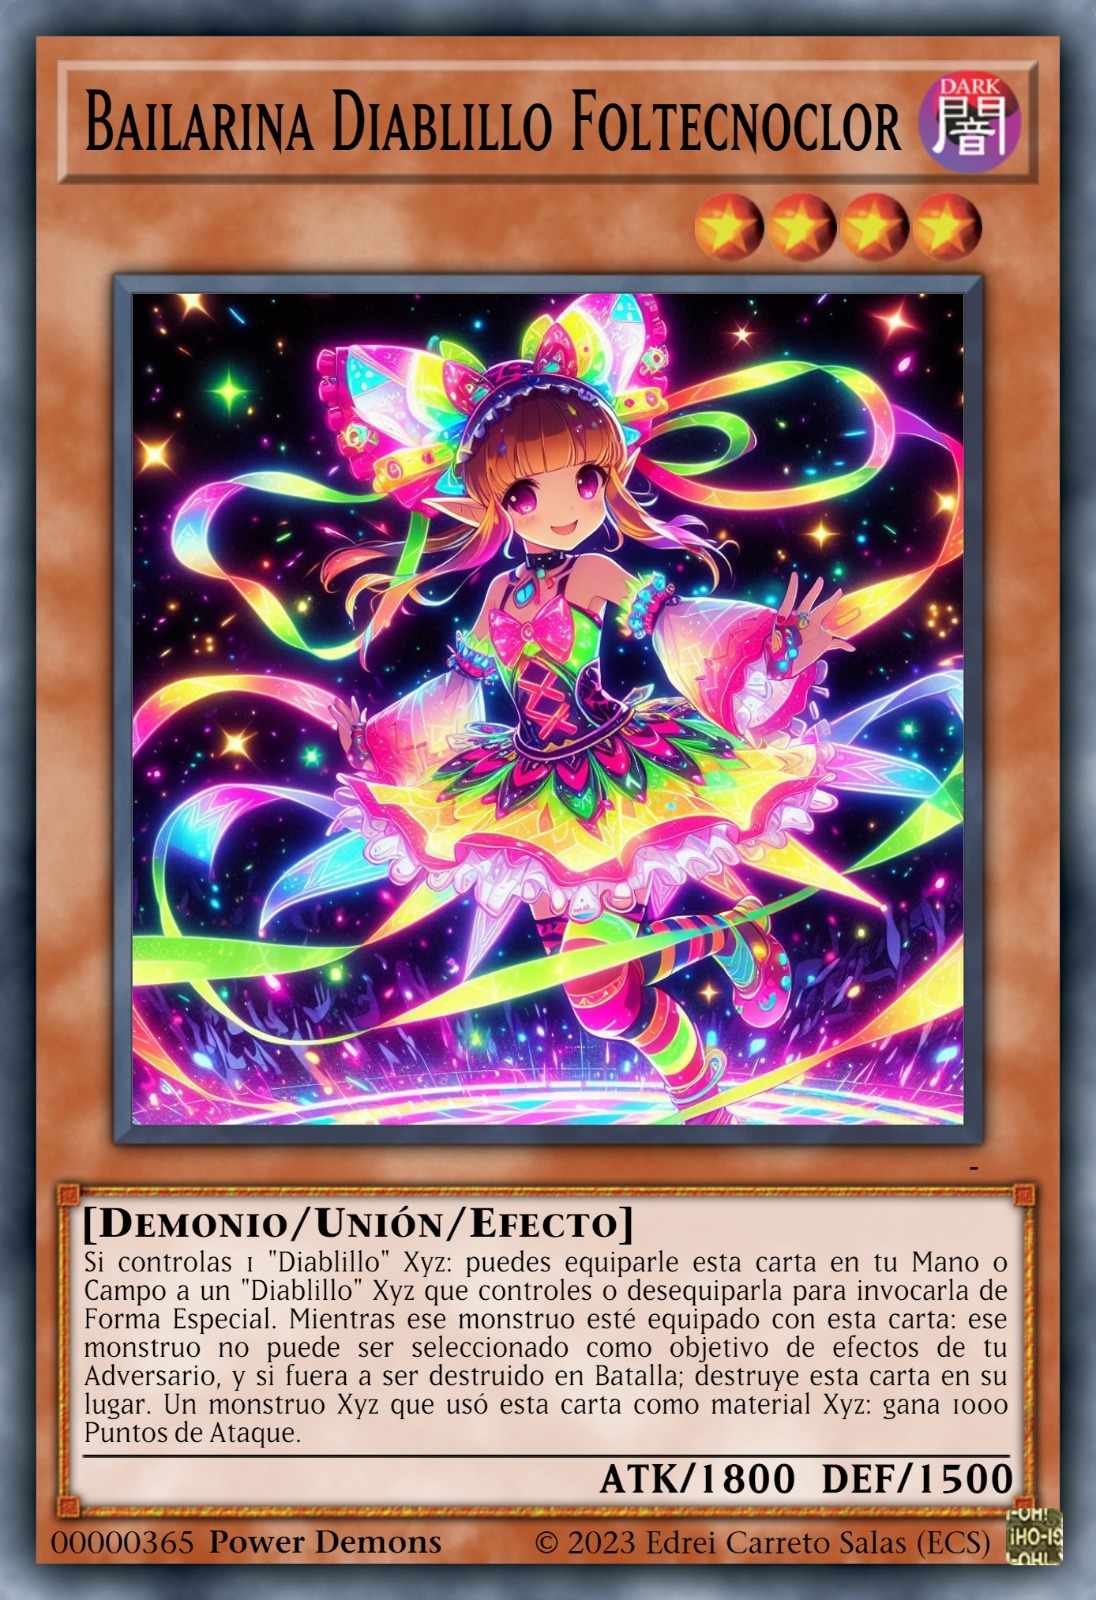 Bailarina Diablillo Foltecnoclor
DARK
闇
-
[Demonio/Unión/Efecto]
Si controlas 1 "Diablillo" Xyz: puedes equiparle esta carta en tu Mano o
Campo a un "Diablillo" Xyz que controles o desequiparla para invocarla de
Forma Especial. Mientras ese monstruo esté equipado con esta carta: ese
monstruo no puede ser seleccionado como objetivo de efectos de tu
Adversario, y si fuera a ser destruido en Batalla; destruye esta carta en su
lugar. Un monstruo Xyz que usó esta carta como material Xyz: gana 1000
Puntos de Ataque.
ATK/1800 DEF/1500
00000365 Power Demons © 2023 Edrei Carreto Salas (ECS)